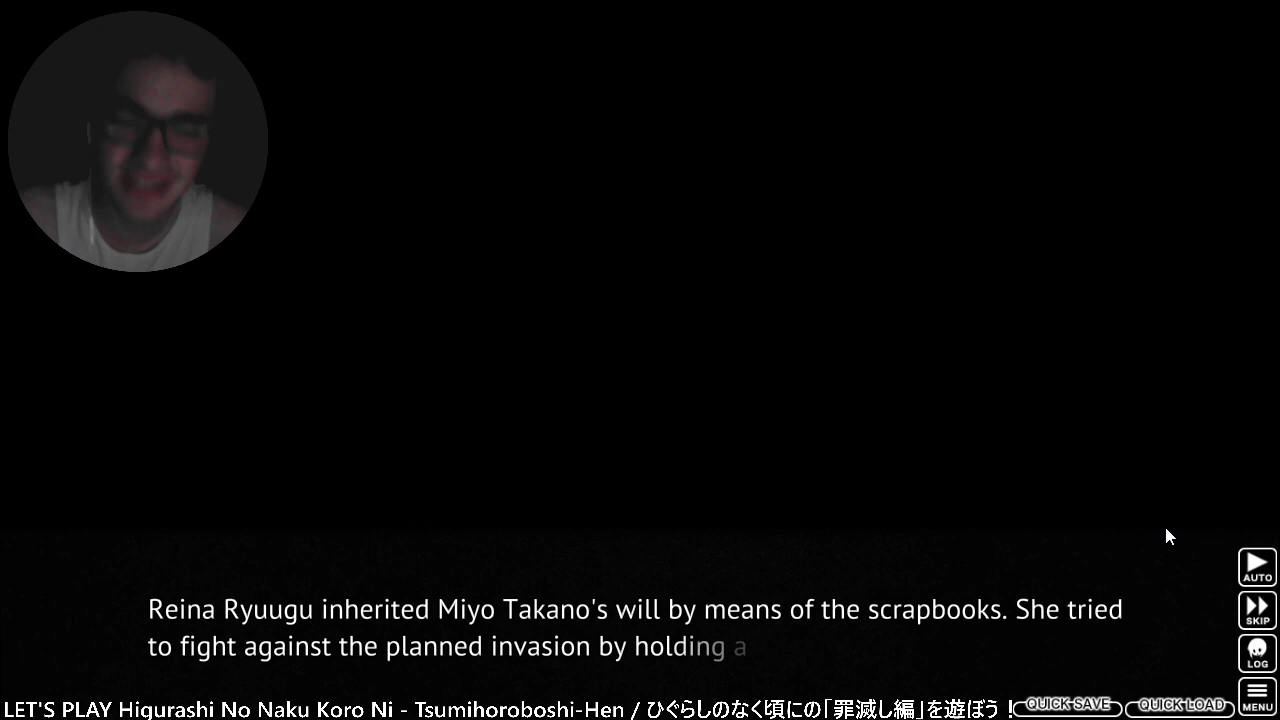 Reina Ryuugu inherited Miyo Takano's will by means of the scrapbooks. She tried
to fight against the planned invasion by holding a
AUTO
SKIP
LOG
MENU
QUICK SAVE
QUICK LOAD
LET'S PLAY Higurashi No Naku Koro Ni - Tsumihoroboshi-Hen / ひぐらしのなく頃にの「罪滅し編」を遊ぼう！